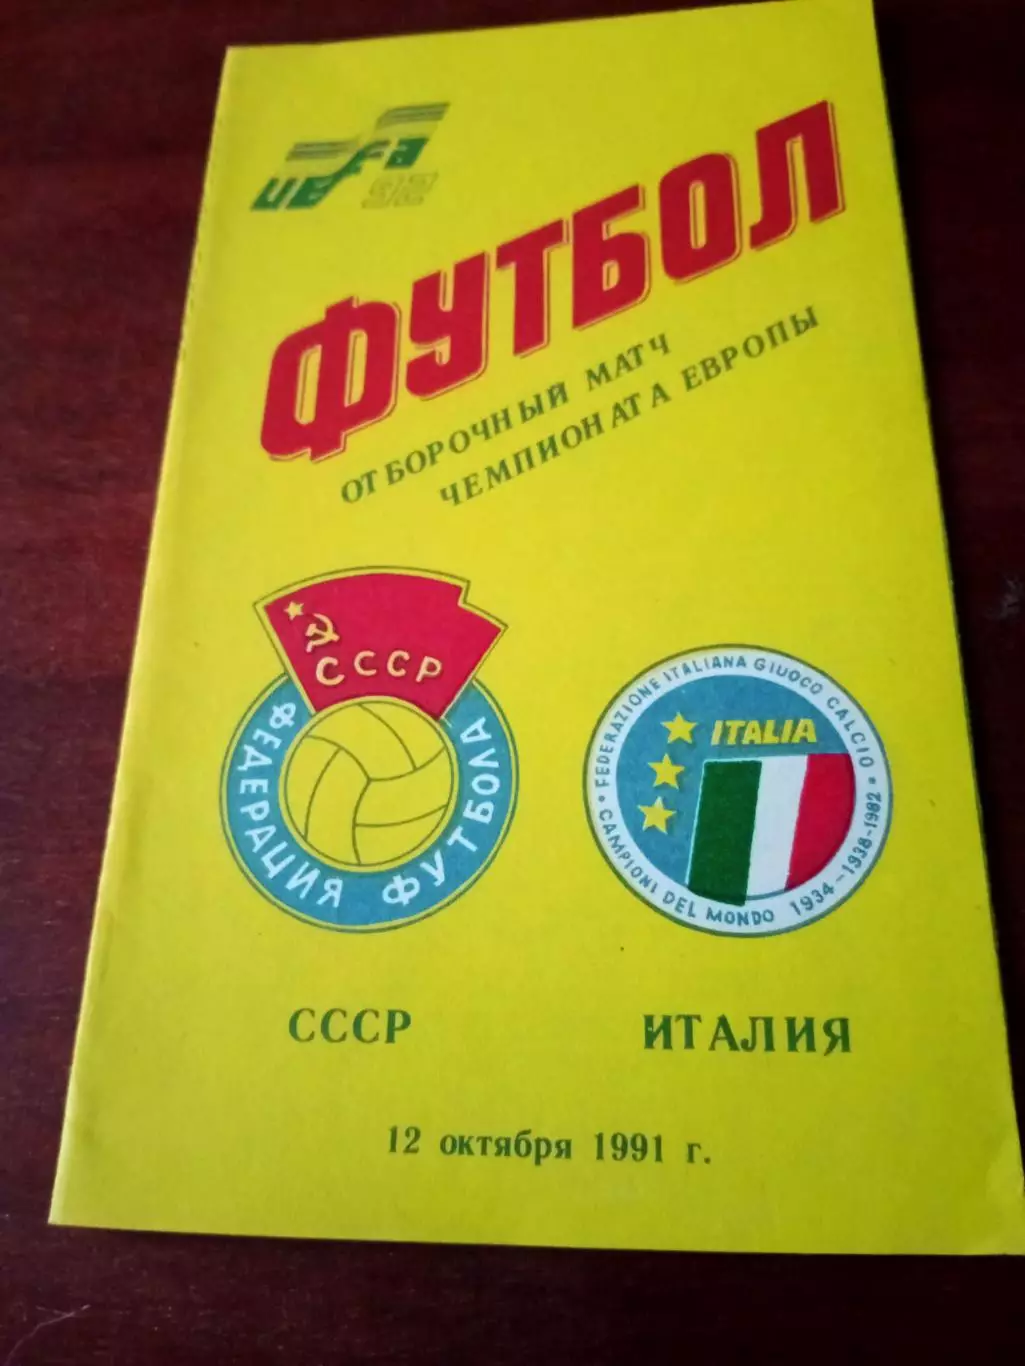 uefa
92
ФУТБОЛ
ОТБОРОЧНЫЙ МАТЧ
ЧЕМПИОНАТА ЕВРОПЫ
СССР
ФЕДЕРАЦИЯ ФУТБОЛА
• FEDERAZIONE ITALIANA GIUOCO CALCIO •
CAMPIONI DEL MONDO 1934-1938-1982
ITALIA
СССР
ИТАЛИЯ
12 октября 1991 г.